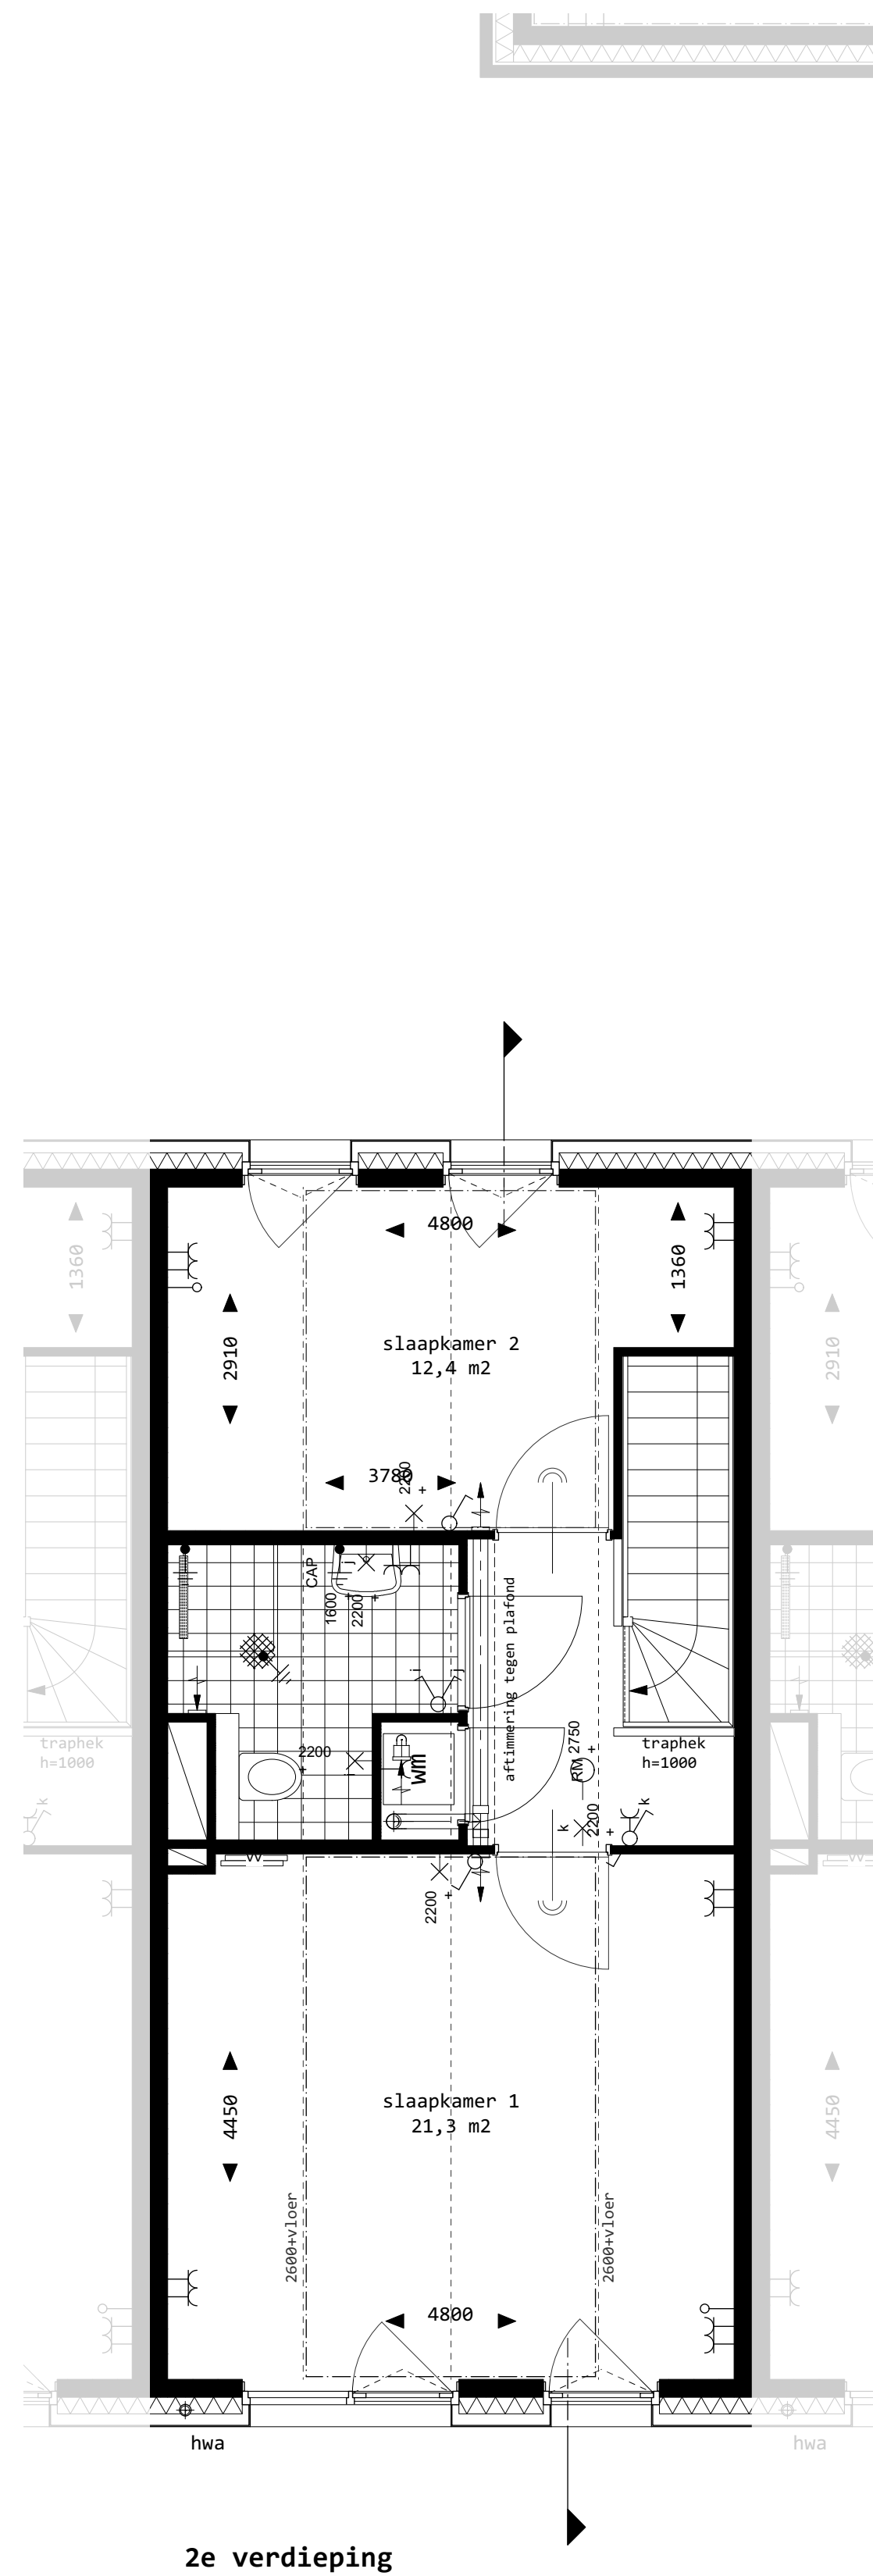 4800
1360
1360
2910
2910
slaapkamer 2
12,4 m2
3780
2200
+
CAP
j
1600
+
2200
+
aftimmering tegen plafond
j
j
2200
+
j
wm
RM 2750
+
traphek
h=1000
traphek
h=1000
k
k
k
2200
+
2200
+
4450
4450
slaapkamer 1
21,3 m2
2600+vloer
2600+vloer
4800
hwa
hwa
2e verdieping